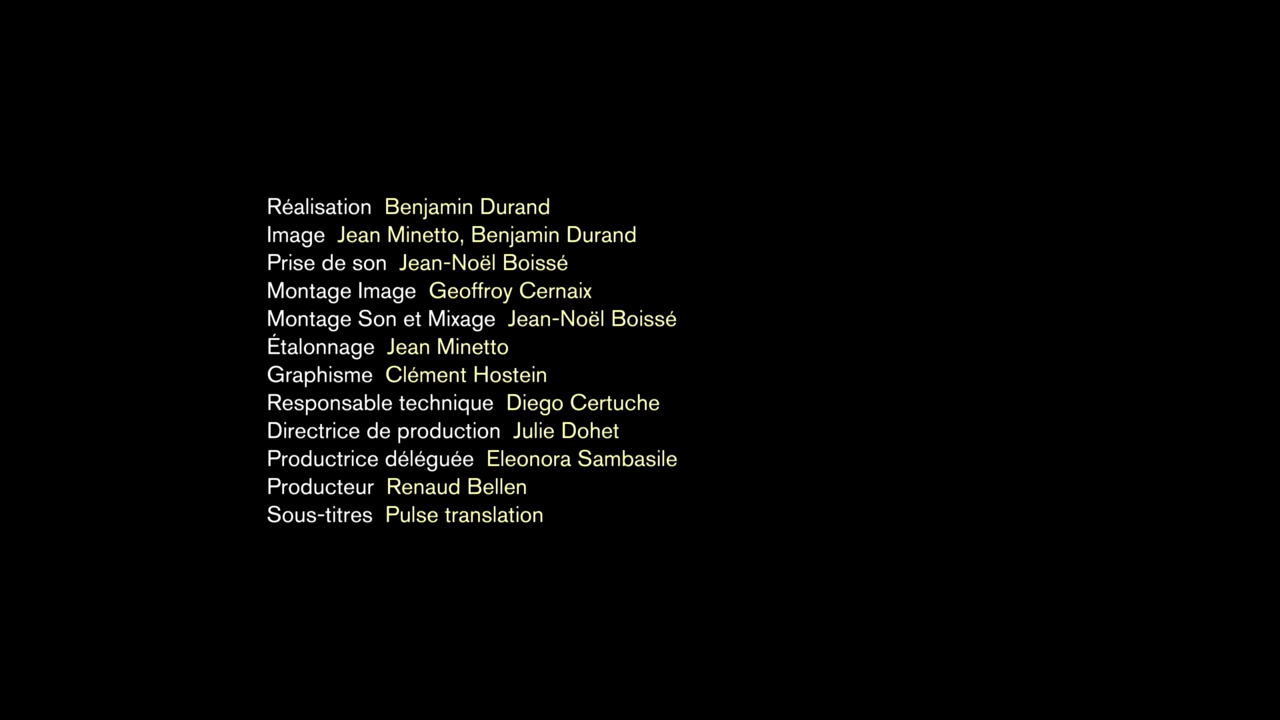 Réalisation Benjamin Durand
Image Jean Minetto, Benjamin Durand
Prise de son Jean-Noël Boissé
Montage Image Geoffroy Cernaix
Montage Son et Mixage Jean-Noël Boissé
Étalonnage Jean Minetto
Graphisme Clément Hostein
Responsable technique Diego Certuche
Directrice de production Julie Dohet
Productrice déléguée Eleonora Sambasile
Producteur Renaud Bellen
Sous-titres Pulse translation